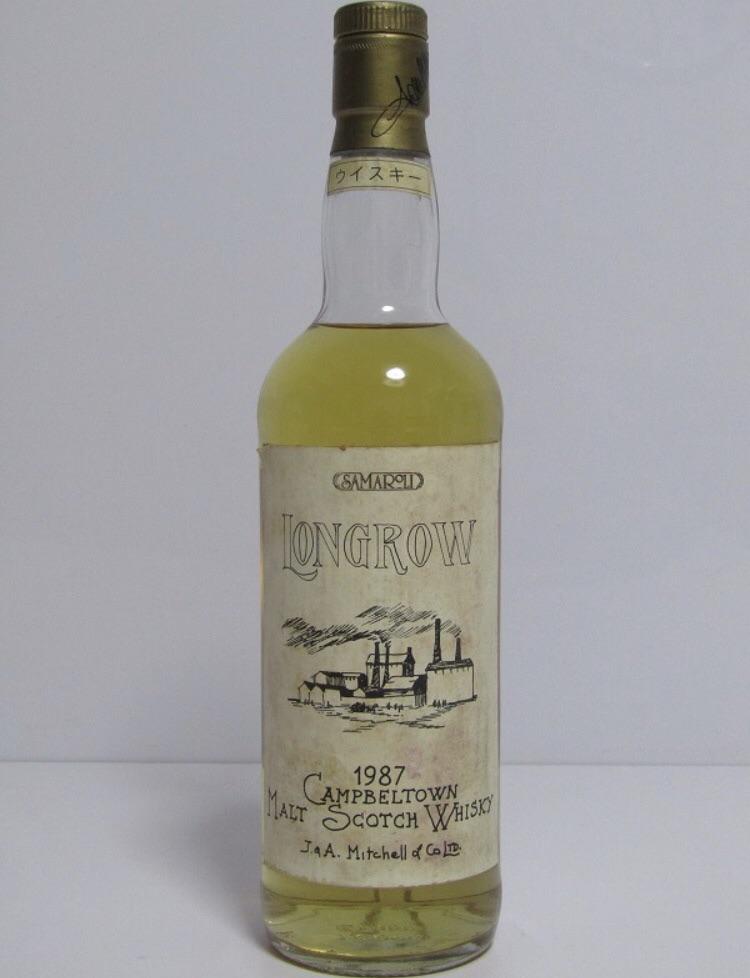 ウイスキー
SAMAROLI
LONGROW
1987
CAMPBELTOWN
MALT SCOTCH WHISKY
J. & A. Mitchell & Co LTD.